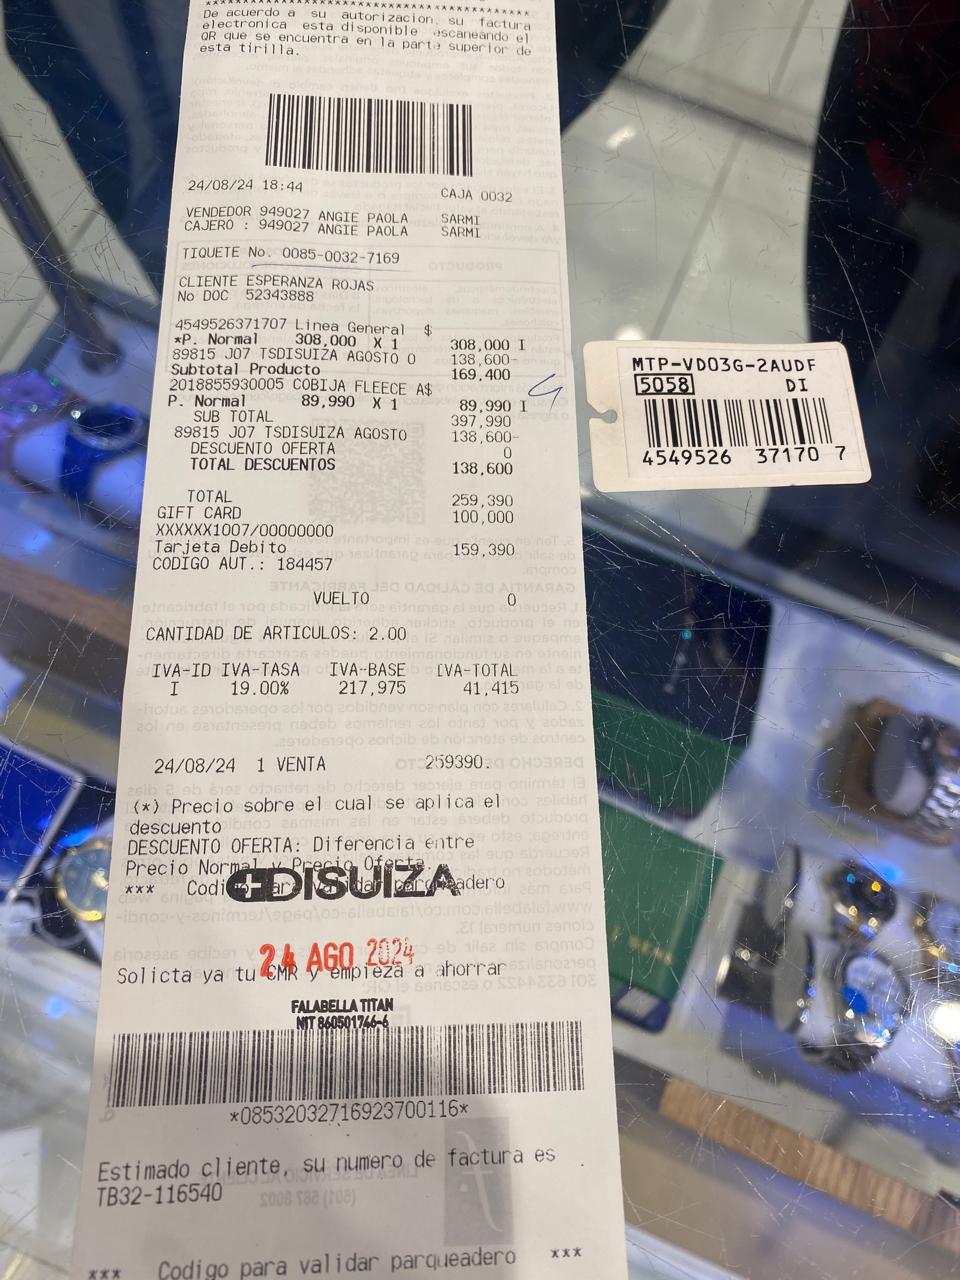 De acuerdo a su autorizacion, su factura
electronica esta disponible escaneando el
QR que se encuentra en la parte superior de
esta tirilla.
24/08/24 18:44 CAJA 0032
VENDEDOR 949027 ANGIE PAOLA SARMI
CAJERO : 949027 ANGIE PAOLA SARMI
TIQUETE No. 0085-0032-7169
CLIENTE ESPERANZA ROJAS
No DOC 52343888
4549526371707 Linea General $
*P. Normal 308,000 X 1 308,000 I
89815 J07 TSDISUIZA AGOSTO 0 138,600-
Subtotal Producto 169,400
2018855930005 COBIJA FLEECE A$
P. Normal 89,990 X 1 89,990 I
SUB TOTAL 397,990
89815 J07 TSDISUIZA AGOSTO 138,600-
DESCUENTO OFERTA 0
TOTAL DESCUENTOS 138,600
TOTAL 259,390
GIFT CARD 100,000
XXXXXX1007/00000000
Tarjeta Debito 159,390
CODIGO AUT.: 184457
VUELTO 0
CANTIDAD DE ARTICULOS: 2.00
IVA-ID IVA-TASA IVA-BASE IVA-TOTAL
I 19.00% 217,975 41,415
24/08/24 1 VENTA 259390.
(*) Precio sobre el cual se aplica el
descuento
DESCUENTO OFERTA: Diferencia entre
Precio Normal y Precio Oferta.
*** Codigo para validar parqueadero
DISUIZA
24 AGO 2024
Solicta ya tu CMR y empieza a ahorrar
FALABELLA TITAN
NIT 860501746-6
*08532032716923700116*
Estimado cliente, su numero de factura es
TB32-116540
*** Codigo para validar parqueadero ***
MTP-VD03G-2AUDF
5058 DI
4549526 37170 7